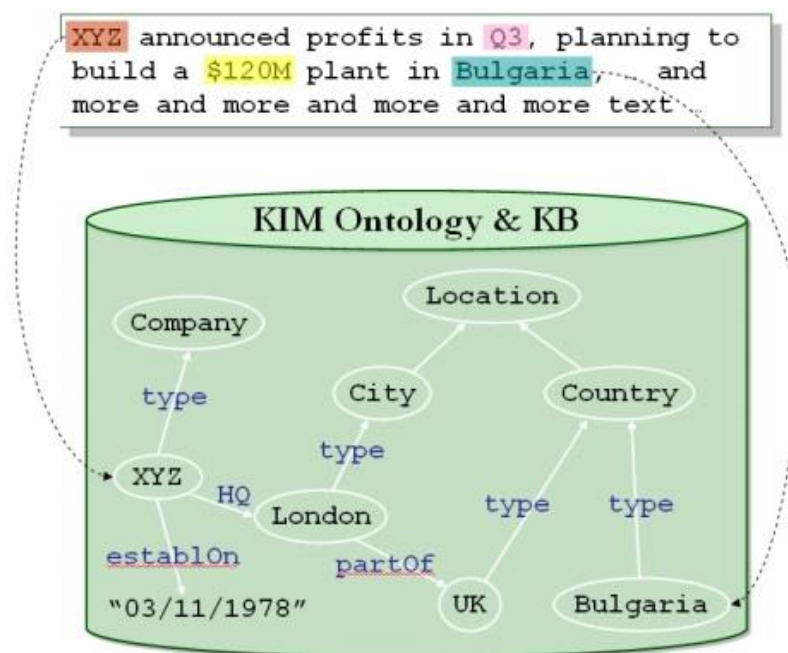 XYZ announced profits in Q3, planning to
build a $120M plant in Bulgaria, and
more and more and more and more text
KIM Ontology & KB
Location
Company
City
Country
type
type
XYZ
HQ
type
type
London
establOn
partOf
"03/11/1978"
UK
Bulgaria